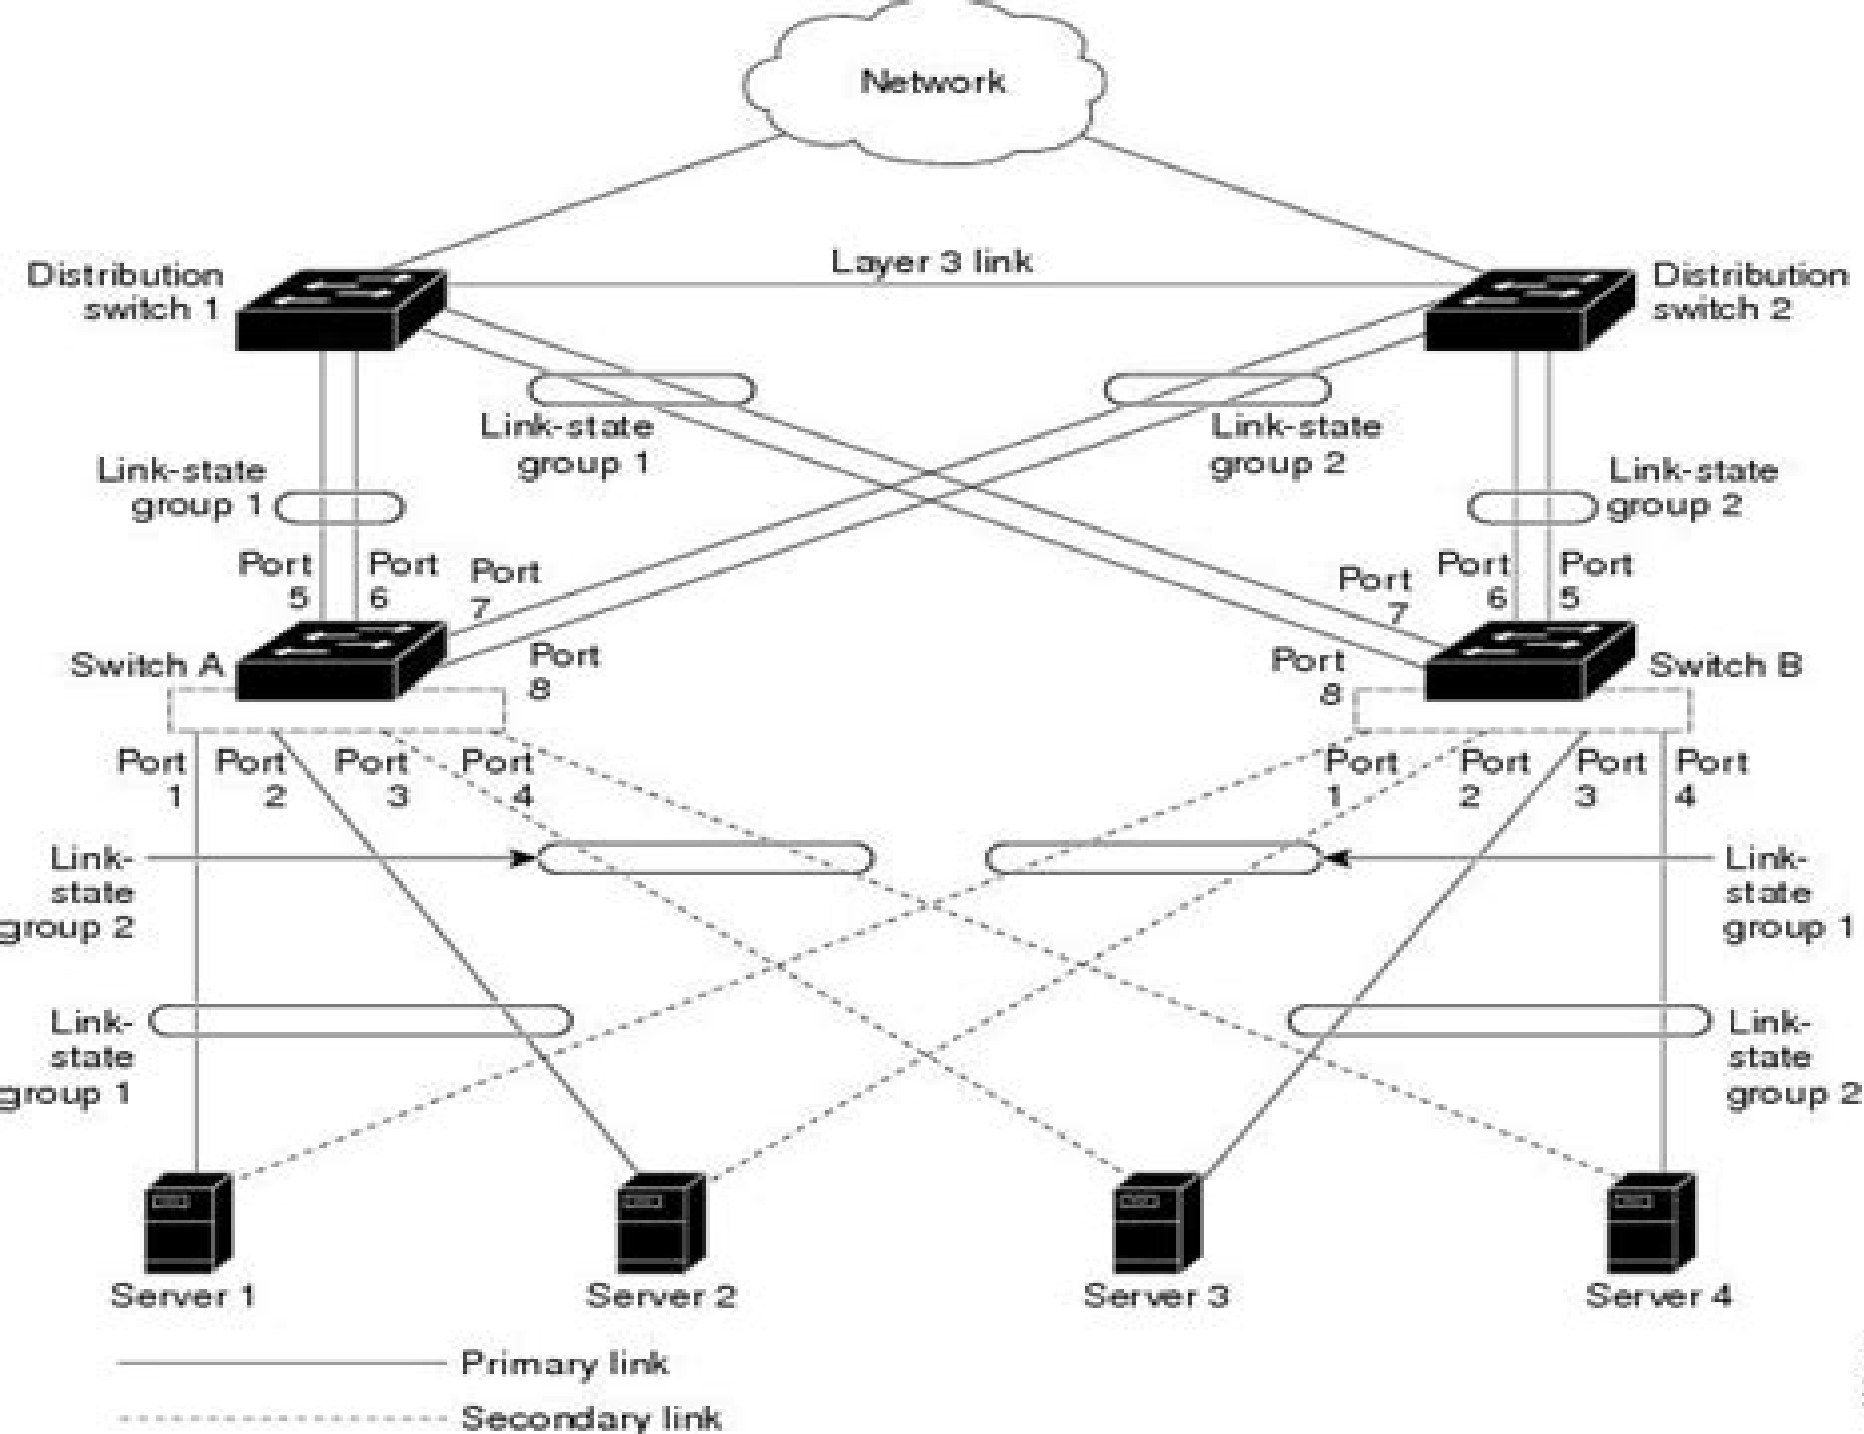 Network
Layer 3 link
Distribution
switch 1
Distribution
switch 2
Link-state
group 1
Link-state
group 2
Link-state
group 1
Link-state
group 2
Port
5
Port
6
Port
7
Port
8
Port
7
Port
6
Port
5
Port
8
Switch A
Switch B
Port
1
Port
2
Port
3
Port
4
Port
1
Port
2
Port
3
Port
4
Link-
state
group 2
Link-
state
group 1
Link-
state
group 1
Link-
state
group 2
Server 1
Server 2
Server 3
Server 4
Primary link
Secondary link